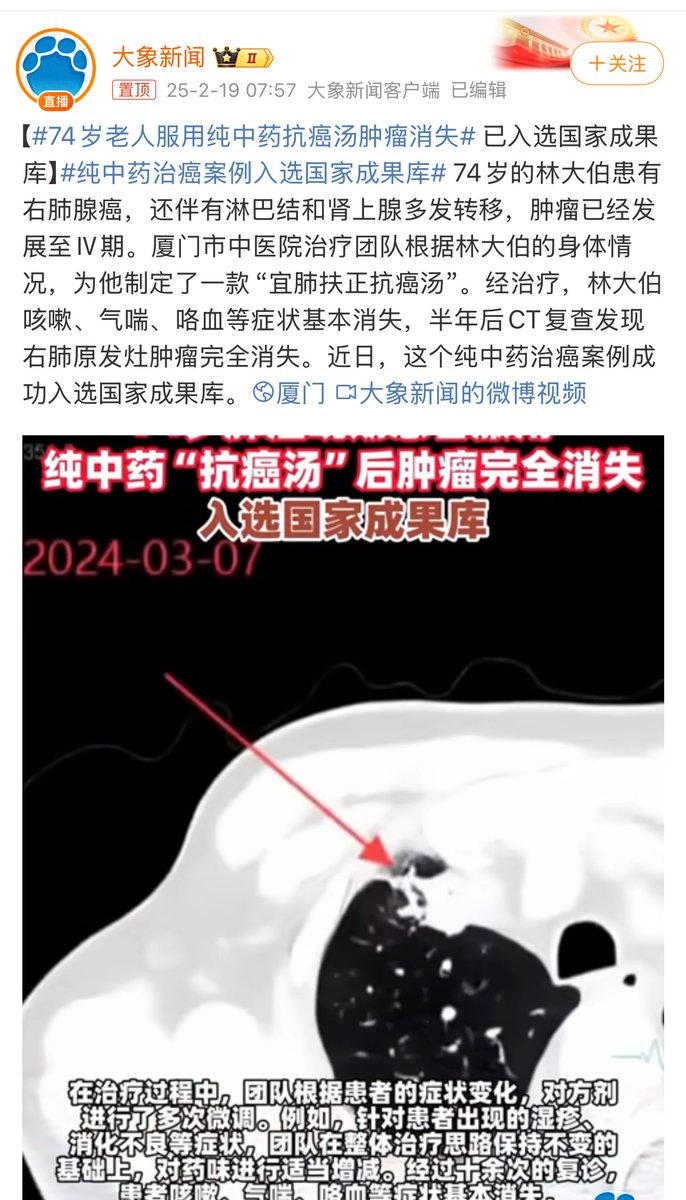 大象新闻
II
直播
置顶 25-2-19 07:57 大象新闻客户端 已编辑
+关注
【#74岁老人服用纯中药抗癌汤肿瘤消失# 已入选国家成果
库】#纯中药治癌案例入选国家成果库# 74岁的林大伯患有
右肺腺癌，还伴有淋巴结和肾上腺多发转移，肿瘤已经发
展至Ⅳ期。厦门市中医院治疗团队根据林大伯的身体情
况，为他制定了一款“宜肺扶正抗癌汤”。经治疗，林大伯
咳嗽、气喘、咯血等症状基本消失，半年后CT复查发现
右肺原发灶肿瘤完全消失。近日，这个纯中药治癌案例成
功入选国家成果库。厦门 大象新闻的微博视频
纯中药“抗癌汤”后肿瘤完全消失
入选国家成果库
2024-03-07
在治疗过程中，团队根据患者的症状变化，对方剂
进行了多次微调。例如，针对患者出现的湿疹、
消化不良等症状，团队在整体治疗思路保持不变的
基础上，对药味进行适当增减。经过十余次的复诊，
患者咳嗽、气喘、咯血等症状基本消失。